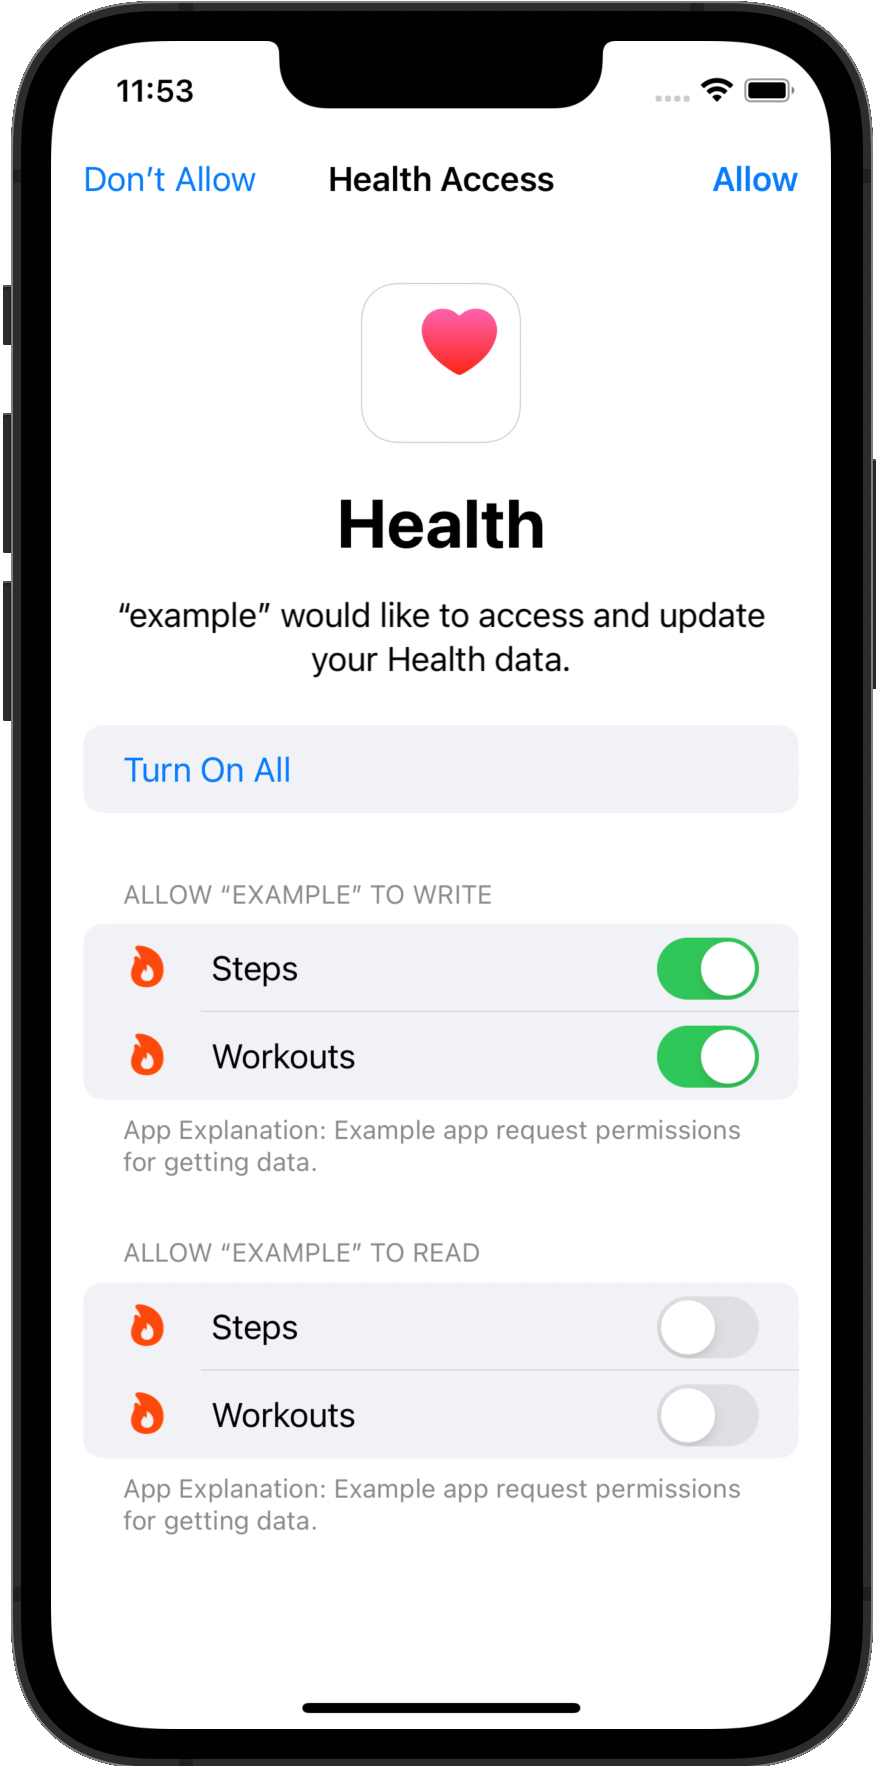 11:53
Don’t Allow Health Access Allow
Health
“example” would like to access and update
your Health data.
Turn On All
ALLOW “EXAMPLE” TO WRITE
Steps
Workouts
App Explanation: Example app request permissions
for getting data.
ALLOW “EXAMPLE” TO READ
Steps
Workouts
App Explanation: Example app request permissions
for getting data.